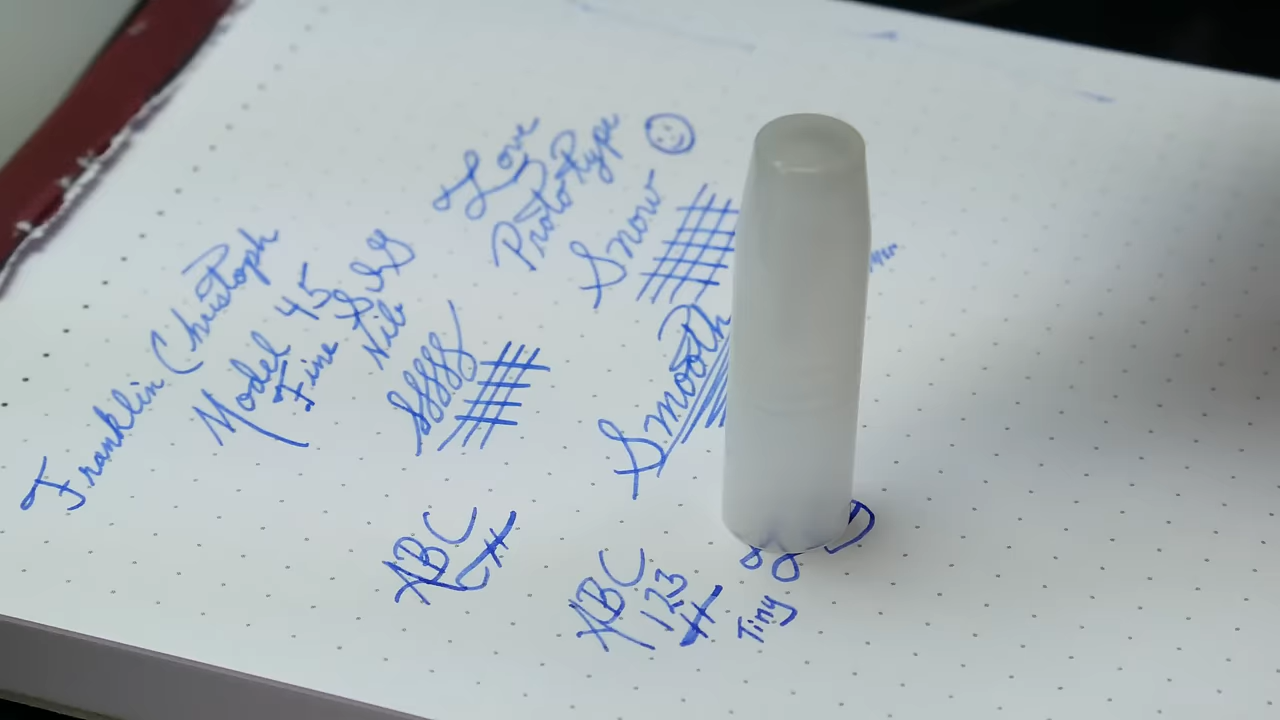 Franklin Christoph
Model 45
Fine SIG
Nib
ABC
Love
Prototype
Snow
Smooth
ABC
123
Tiny